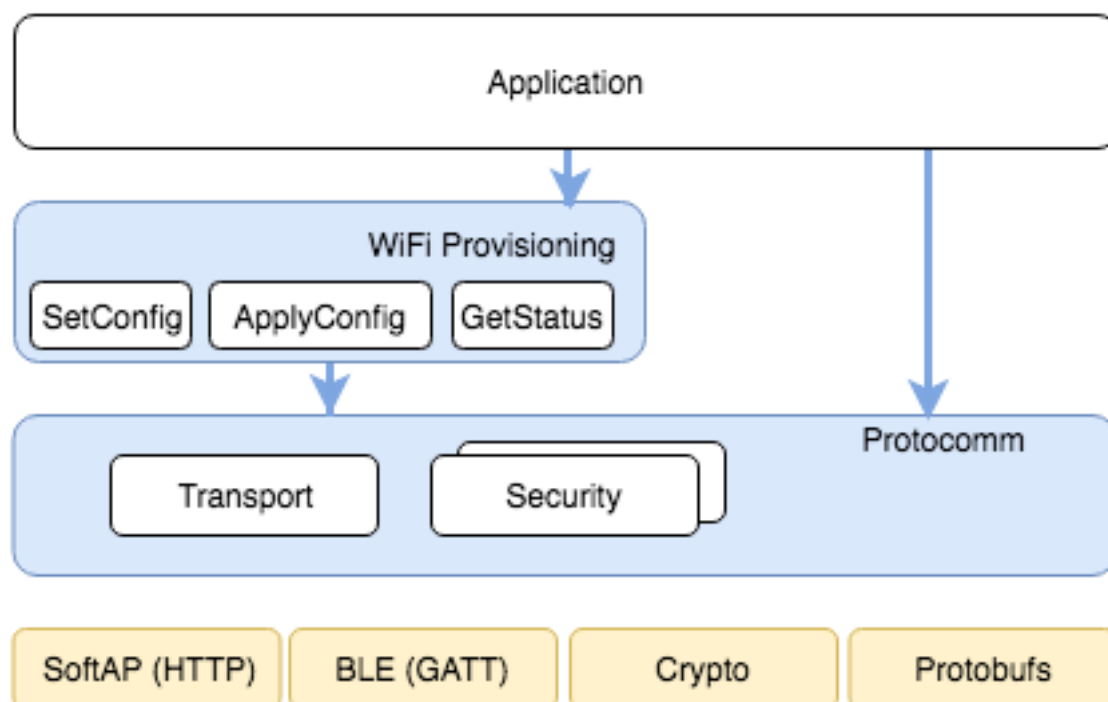 Application
WiFi Provisioning
SetConfig
ApplyConfig
GetStatus
Protocomm
Transport
Security
SoftAP (HTTP)
BLE (GATT)
Crypto
Protobufs